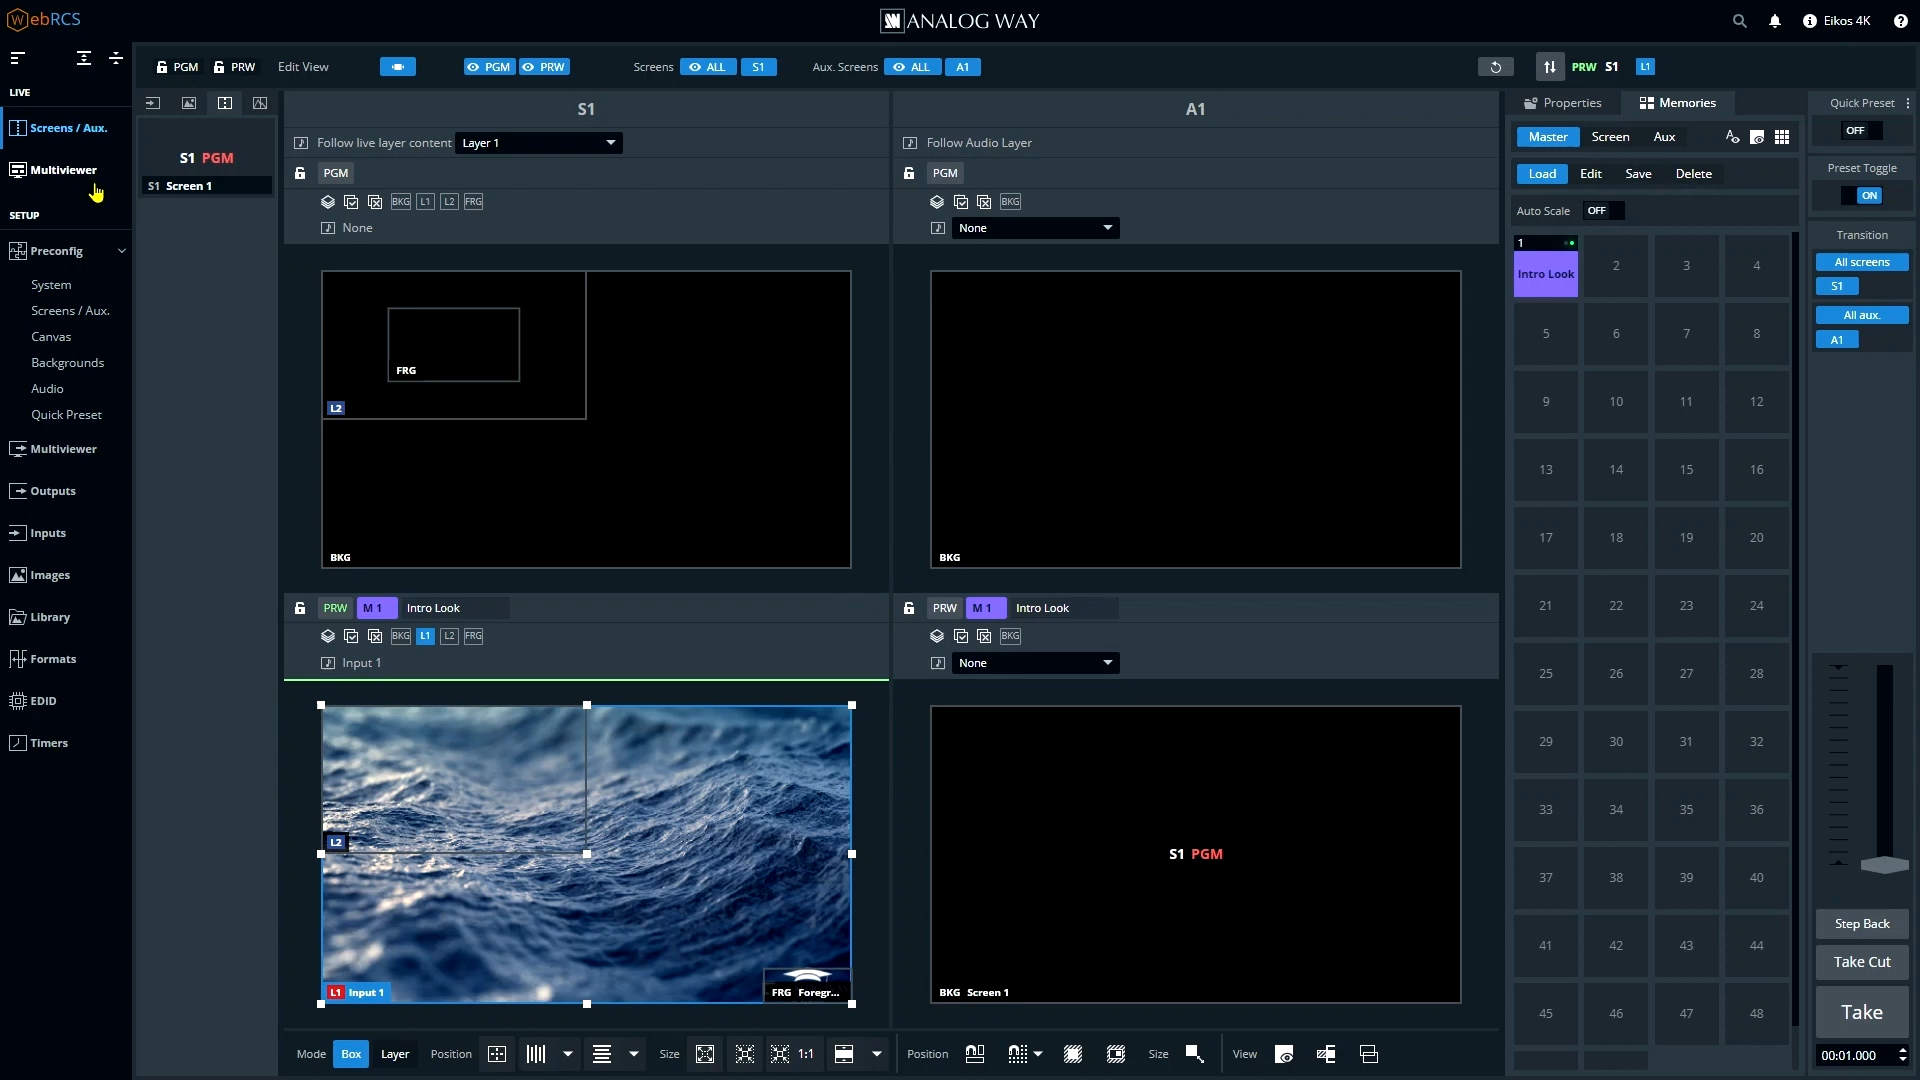 WebRCS
ANALOG WAY
Eikos 4K
PGM PRW Edit View PGM PRW Screens ALL S1 Aux. Screens ALL A1 PRW S1 L1
LIVE
Screens / Aux.
Multiviewer
SETUP
Preconfig
System
Screens / Aux.
Canvas
Backgrounds
Audio
Quick Preset
Multiviewer
Outputs
Inputs
Images
Library
Formats
EDID
Timers
S1 PGM
S1 Screen 1
S1
Follow live layer content Layer 1
PGM
BKG L1 L2 FRG
None
FRG
L2
BKG
PRW M 1 Intro Look
BKG L1 L2 FRG
Input 1
L2
L1 Input 1
FRG Foregr...
A1
Follow Audio Layer
PGM
BKG
None
BKG
PRW M 1 Intro Look
BKG
None
S1 PGM
BKG Screen 1
Mode Box Layer Position Size 1:1 Position Size View
Properties Memories
Master Screen Aux
Load Edit Save Delete
Auto Scale OFF
1
Intro Look 2 3 4
5 6 7 8
9 10 11 12
13 14 15 16
17 18 19 20
21 22 23 24
25 26 27 28
29 30 31 32
33 34 35 36
37 38 39 40
41 42 43 44
45 46 47 48
Quick Preset
OFF
Preset Toggle
ON
Transition
All screens
S1
All aux.
A1
Step Back
Take Cut
Take
00:01.000